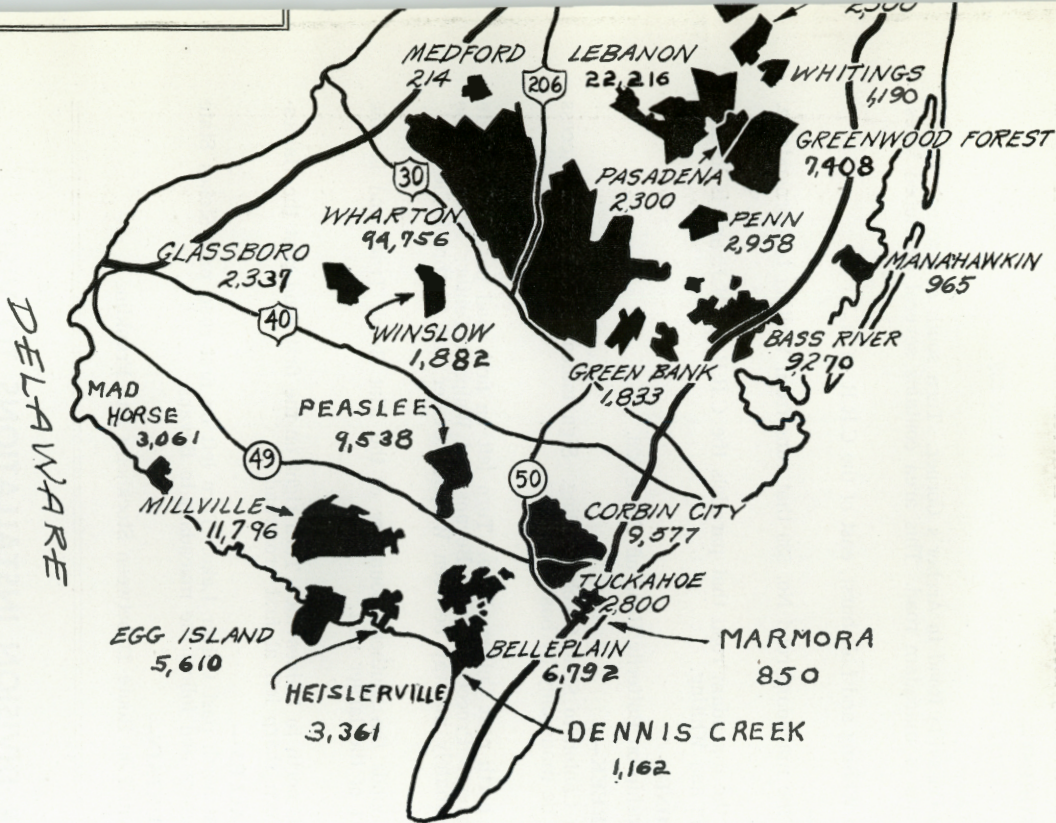 2,500
MEDFORD
214
LEBANON
22,216
206
WHITINGS
1,190
GREENWOOD FOREST
7,408
30
PASADENA
2,300
WHARTON
94,756
PENN
2,958
GLASSBORO
2,337
MANAHAWKIN
965
40
WINSLOW
1,882
BASS RIVER
9,270
GREEN BANK
1,833
DELAWARE
MAD
HORSE
3,061
PEASLEE
9,538
49
50
MILLVILLE
11,796
CORBIN CITY
9,577
TUCKAHOE
2,800
EGG ISLAND
5,610
BELLEPLAIN
6,792
MARMORA
850
HEISLERVILLE
3,361
DENNIS CREEK
1,162